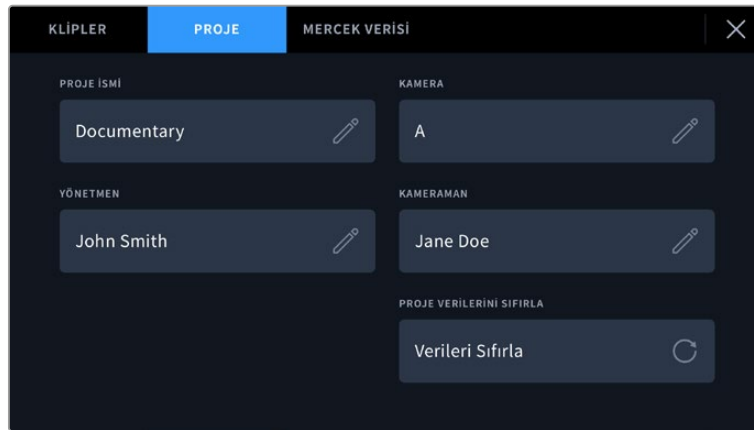 KLİPLER PROJE MERCEK VERİSİ
PROJE İSMİ KAMERA
Documentary A
YÖNETMEN KAMERAMAN
John Smith Jane Doe
PROJE VERİLERİNİ SIFIRLA
Verileri Sıfırla